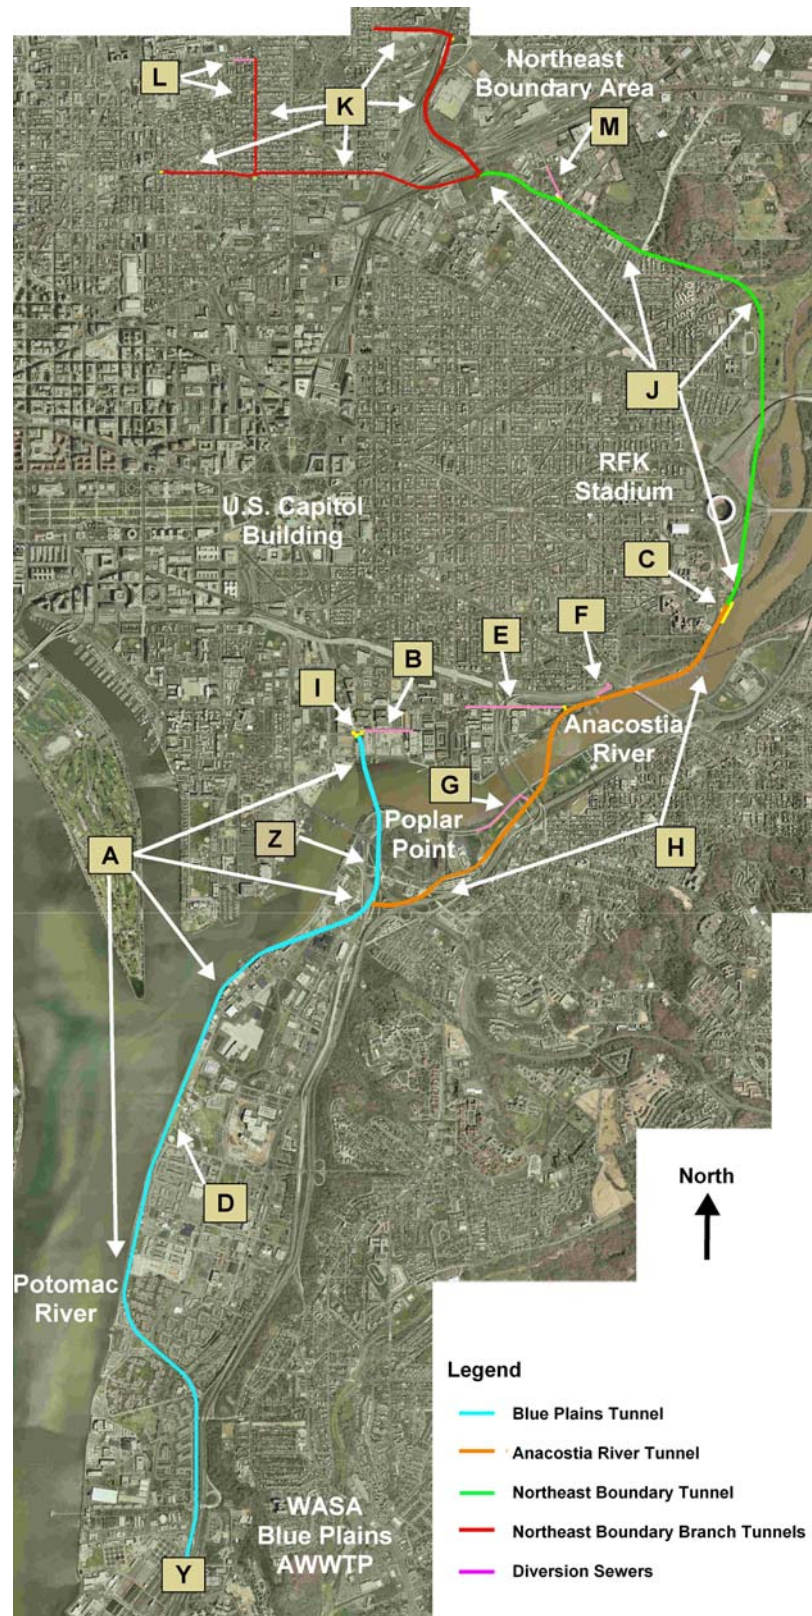 L
K
Northeast
Boundary Area
M
J
RFK
Stadium
U.S. Capitol
Building
C
F
E
B
I
Anacostia
River
G
Poplar
Point
Z
A
H
D
North
Potomac
River
Legend
Blue Plains Tunnel
Anacostia River Tunnel
Northeast Boundary Tunnel
Northeast Boundary Branch Tunnels
Diversion Sewers
WASA
Blue Plains
AWWTP
Y